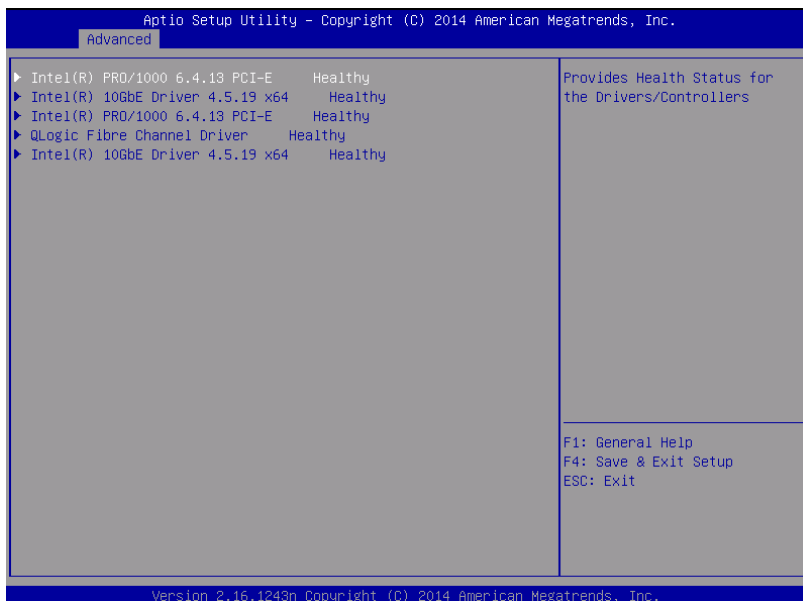 Aptio Setup Utility – Copyright (C) 2014 American Megatrends, Inc.
Advanced
Intel(R) PRO/1000 6.4.13 PCI-E Healthy
Intel(R) 10GbE Driver 4.5.19 x64 Healthy
Intel(R) PRO/1000 6.4.13 PCI-E Healthy
QLogic Fibre Channel Driver Healthy
Intel(R) 10GbE Driver 4.5.19 x64 Healthy
Provides Health Status for
the Drivers/Controllers
F1: General Help
F4: Save & Exit Setup
ESC: Exit
Version 2.16.1243n Copyright (C) 2014 American Megatrends, Inc.